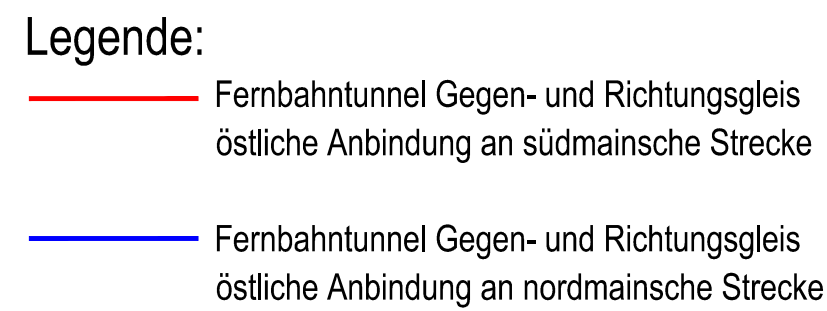 Legende:
Fernbahntunnel Gegen- und Richtungsgleis
östliche Anbindung an südmainsche Strecke
Fernbahntunnel Gegen- und Richtungsgleis
östliche Anbindung an nordmainsche Strecke